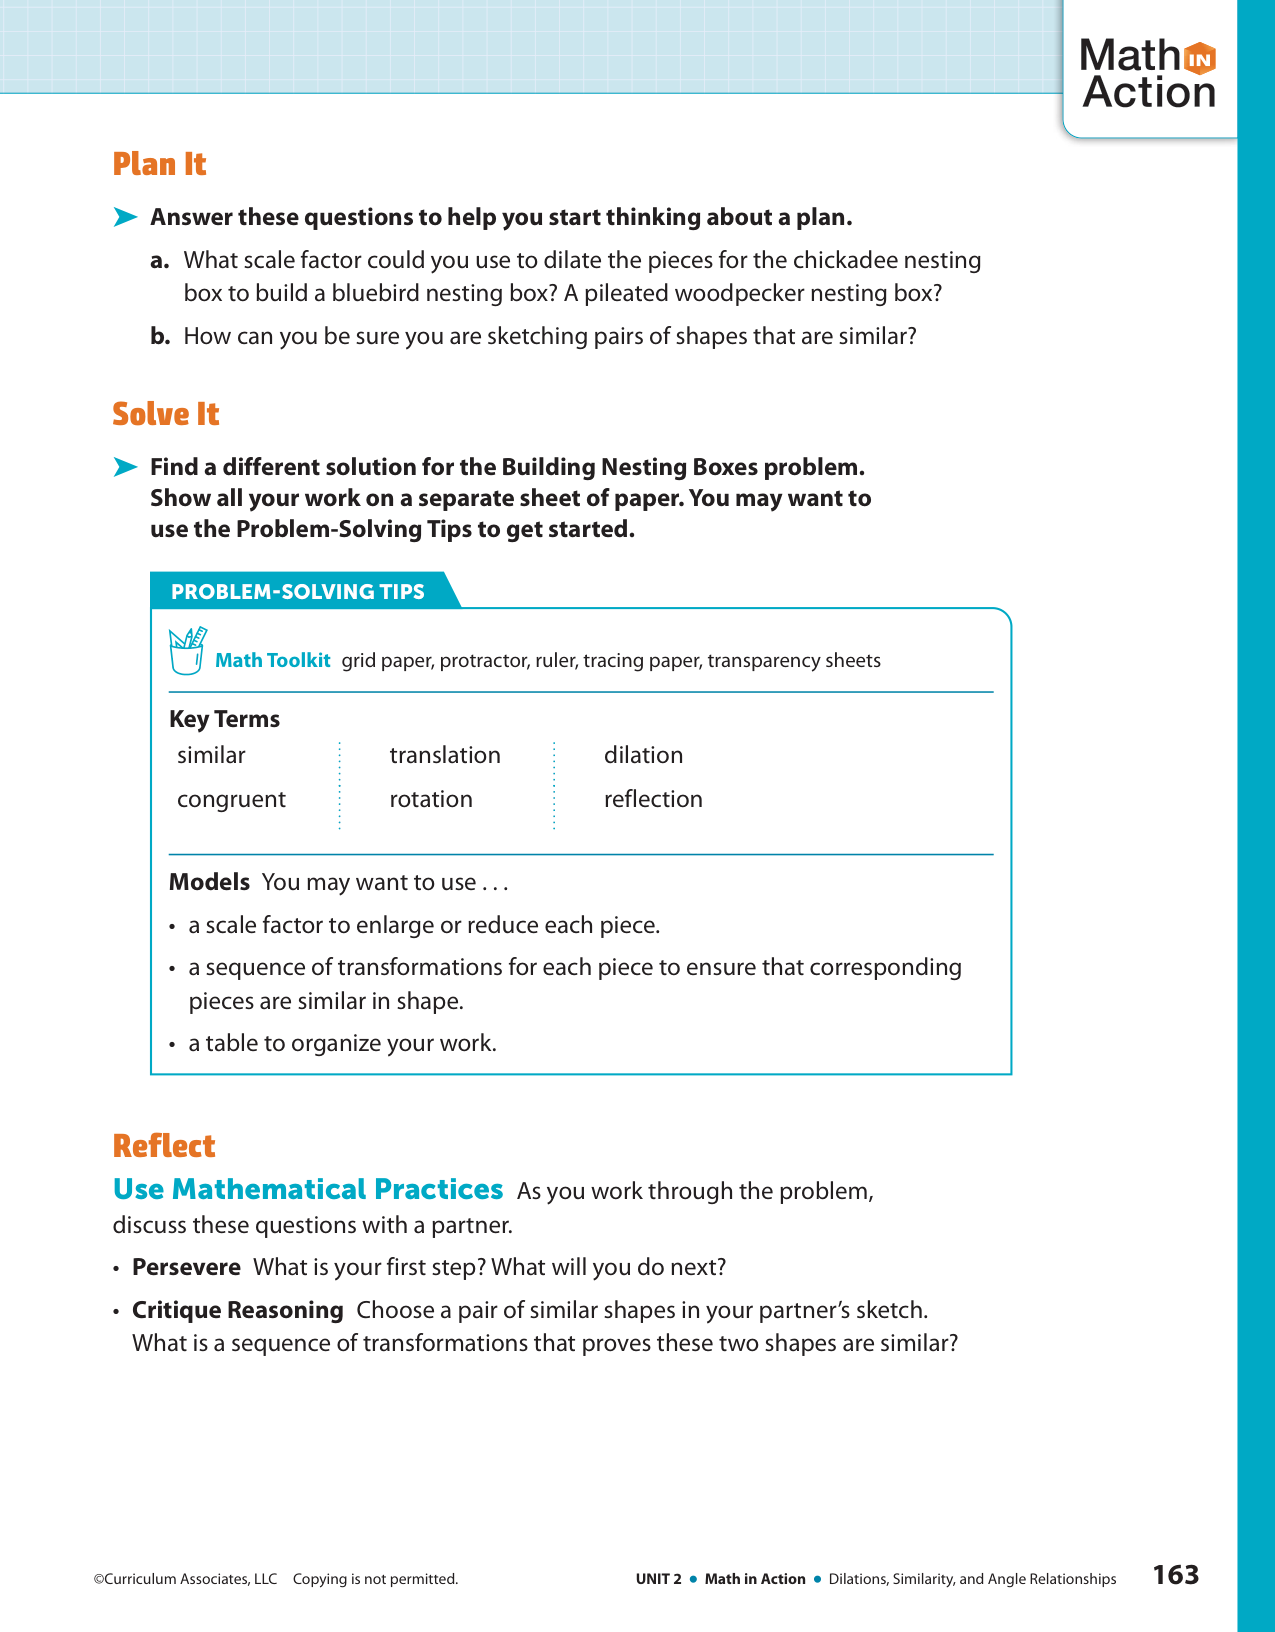 Math IN
Action
Plan It
Answer these questions to help you start thinking about a plan.
a. What scale factor could you use to dilate the pieces for the chickadee nesting
box to build a bluebird nesting box? A pileated woodpecker nesting box?
b. How can you be sure you are sketching pairs of shapes that are similar?
Solve It
Find a different solution for the Building Nesting Boxes problem.
Show all your work on a separate sheet of paper. You may want to
use the Problem-Solving Tips to get started.
PROBLEM-SOLVING TIPS
Math Toolkit grid paper, protractor, ruler, tracing paper, transparency sheets
Key Terms
similar translation dilation
congruent rotation reflection
Models You may want to use . . .
• a scale factor to enlarge or reduce each piece.
• a sequence of transformations for each piece to ensure that corresponding
pieces are similar in shape.
• a table to organize your work.
Reflect
Use Mathematical Practices As you work through the problem,
discuss these questions with a partner.
• Persevere What is your first step? What will you do next?
• Critique Reasoning Choose a pair of similar shapes in your partner’s sketch.
What is a sequence of transformations that proves these two shapes are similar?
©Curriculum Associates, LLC Copying is not permitted. UNIT 2 • Math in Action • Dilations, Similarity, and Angle Relationships 163